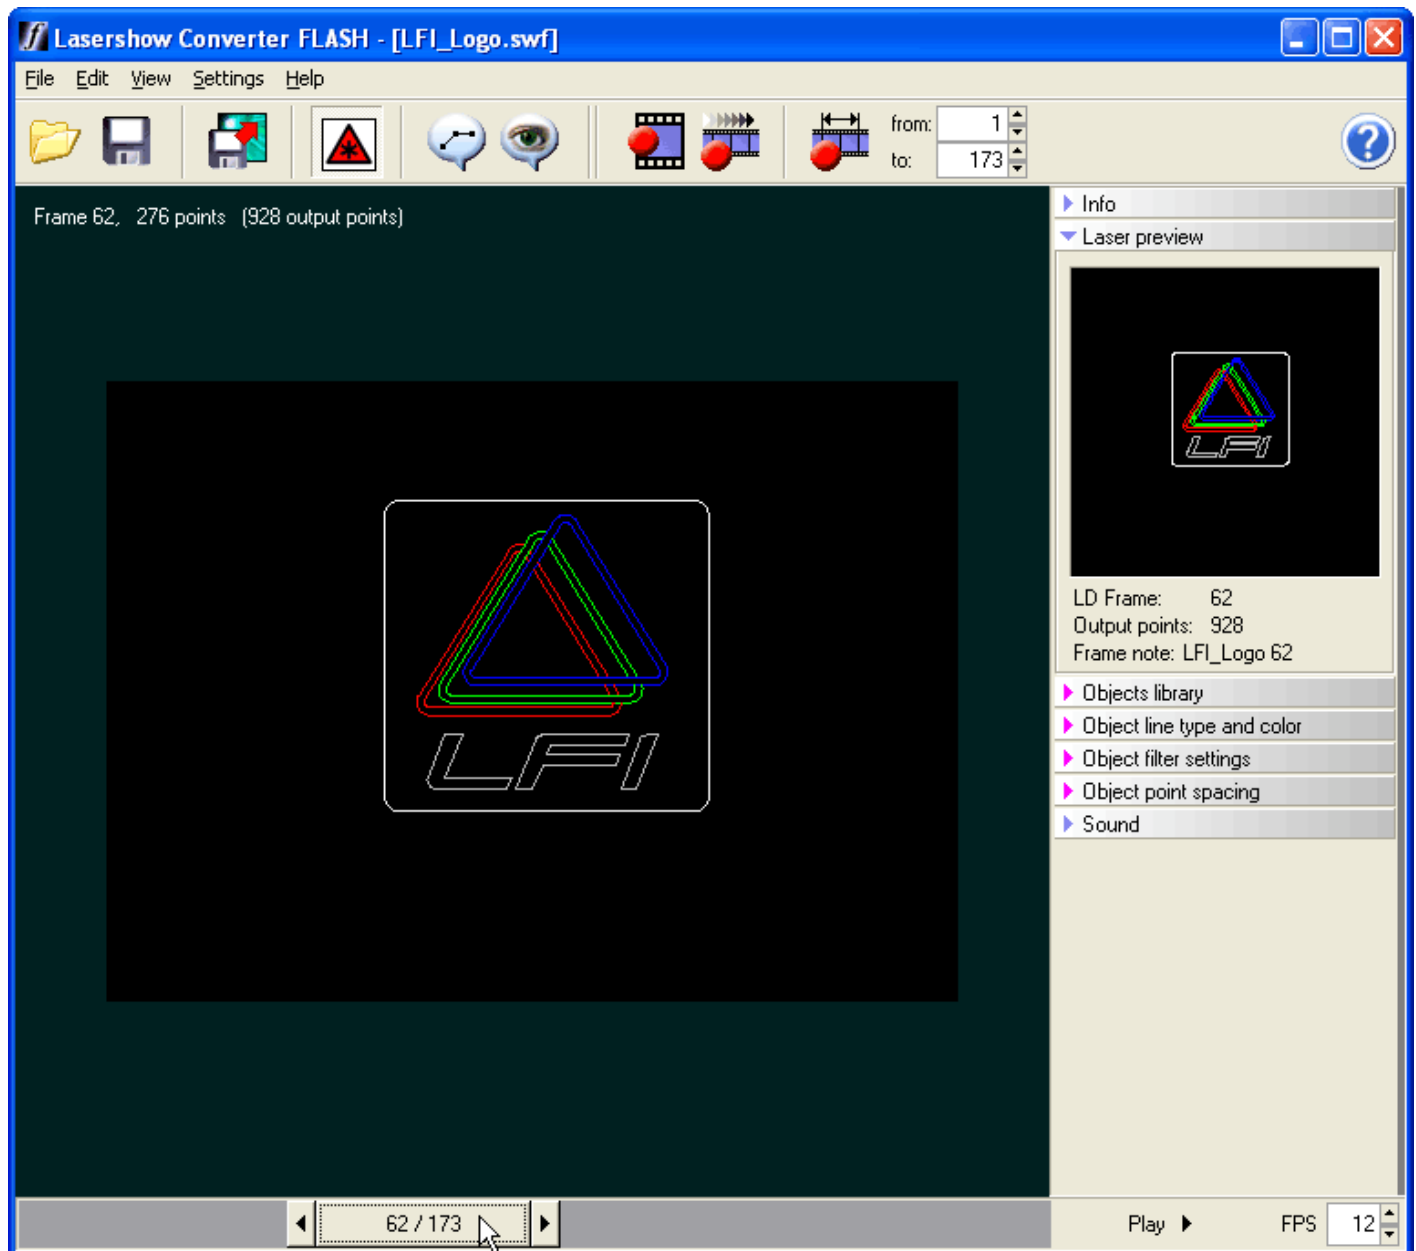 Lasershow Converter FLASH - [LFI_Logo.swf]
File Edit View Settings Help
from: 1
to: 173
Frame 62, 276 points (928 output points)
LFI
Info
Laser preview
LFI
LD Frame: 62
Output points: 928
Frame note: LFI_Logo 62
Objects library
Object line type and color
Object filter settings
Object point spacing
Sound
62 / 173
Play
FPS 12